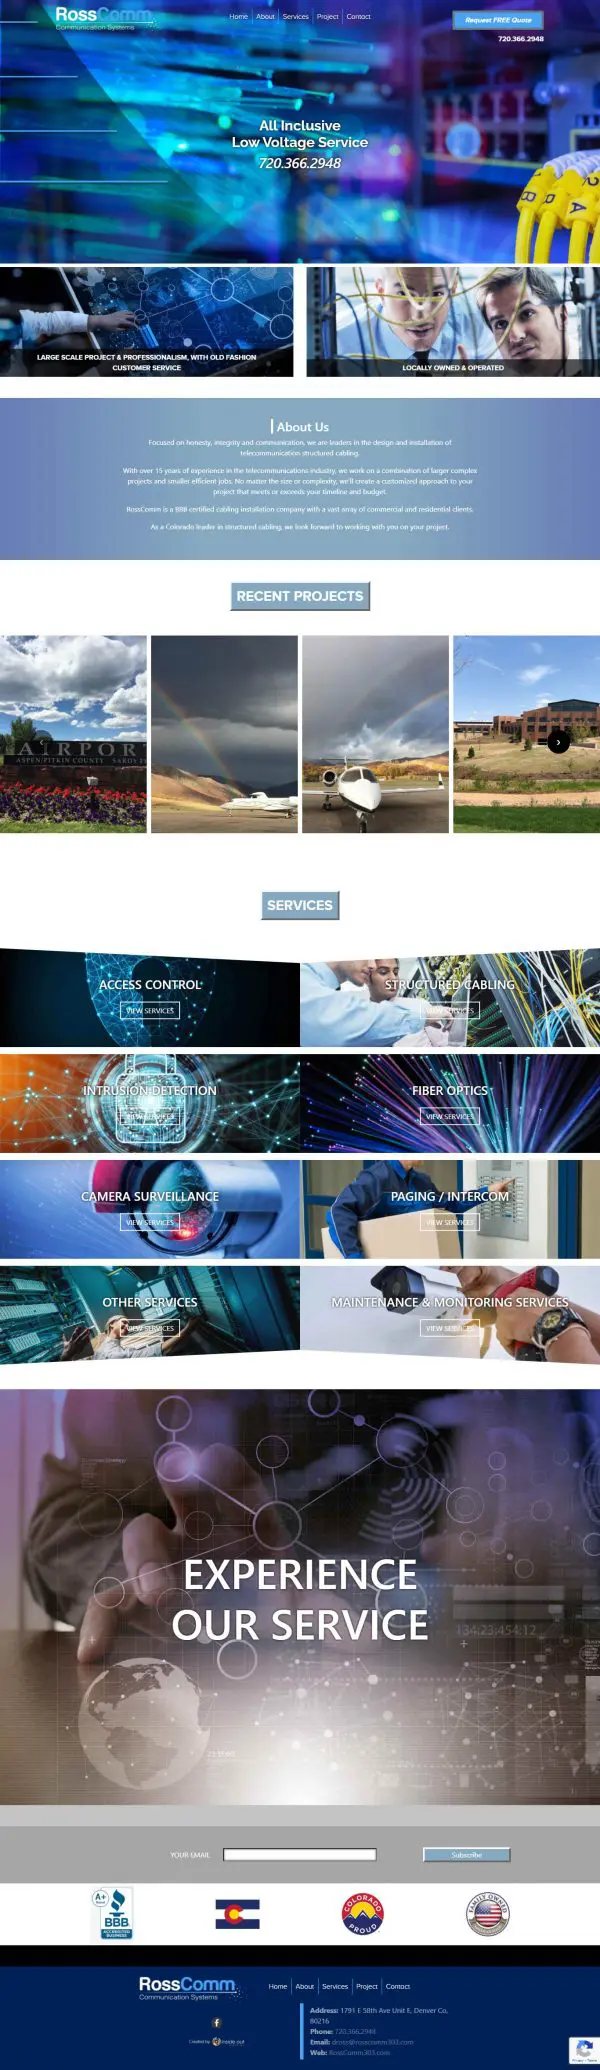 RossComm
Communication Systems
Home About Services Project Contact
Request FREE Quote
720.366.2948
All Inclusive
Low Voltage Service
720.366.2948
LARGE SCALE PROJECT & PROFESSIONALISM, WITH OLD FASHION
CUSTOMER SERVICE
LOCALLY OWNED & OPERATED
About Us
Focused on honesty, integrity and communication, we are leaders in the design and installation of
telecommunication structured cabling.
With over 15 years of experience in the telecommunications industry, we work on a combination of larger complex
projects and smaller efficient jobs. No matter the size or complexity, we'll create a customized approach to your
project that meets or exceeds your timeline and budget.
RossComm is a BBB certified cabling installation company with a vast array of commercial and residential clients.
As a Colorado leader in structured cabling, we look forward to working with you on your project.
RECENT PROJECTS
AIRPOR
ASPEN/PITKIN COUNTY SARDY
SERVICES
ACCESS CONTROL
VIEW SERVICES
STRUCTURED CABLING
VIEW SERVICES
INTRUSION DETECTION
VIEW SERVICES
FIBER OPTICS
VIEW SERVICES
CAMERA SURVEILLANCE
VIEW SERVICES
PAGING / INTERCOM
VIEW SERVICES
OTHER SERVICES
VIEW SERVICES
MAINTENANCE & MONITORING SERVICES
VIEW SERVICES
EXPERIENCE
OUR SERVICE
134:23:454:12
YOUR EMAIL
Subscribe
A+
BBB
ACCREDITED
BUSINESS
COLORADO
PROUD
FAMILY OWNED
RossComm
Communication Systems
Home About Services Project Contact
Address: 1791 E 58th Ave Unit E, Denver Co,
80216
Phone: 720.366.2948
Email: dross@rosscomm303.com
Web: RossComm303.com
Created by inside out